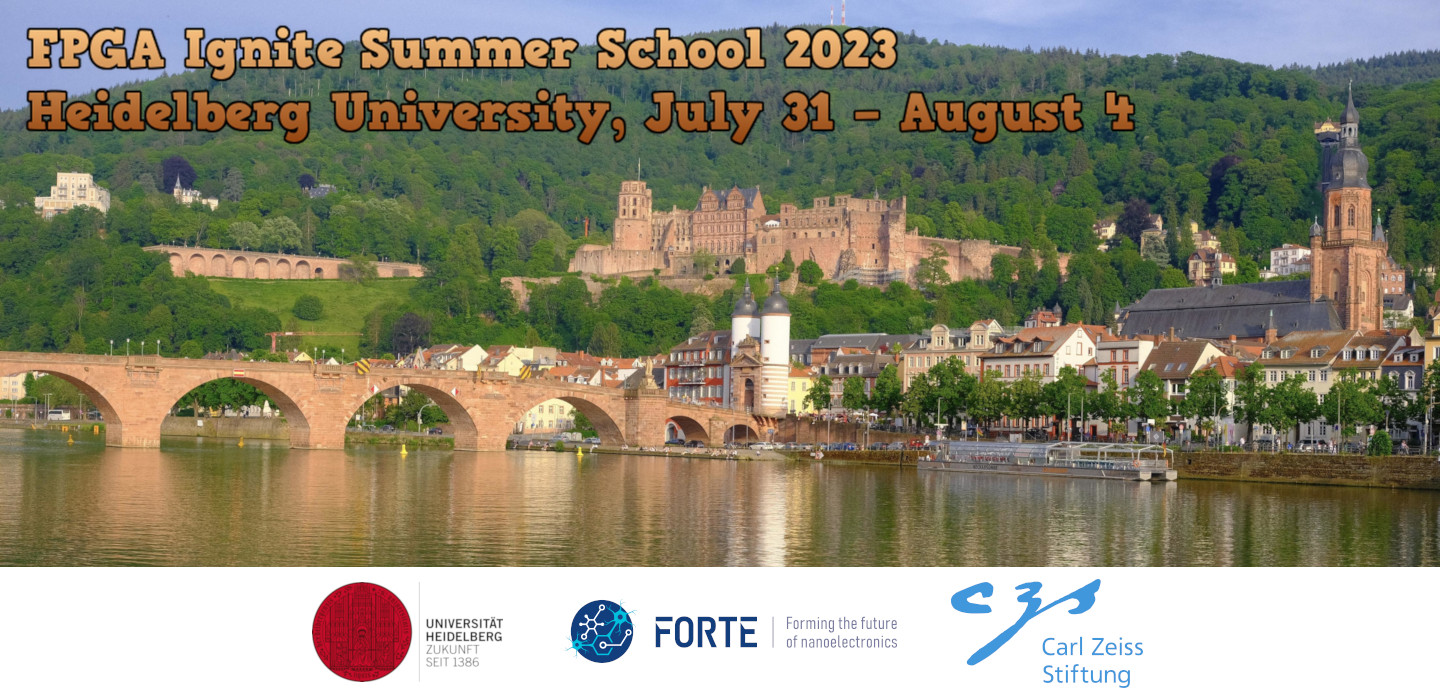 FPGA Ignite Summer School 2023
Heidelberg University, July 31 – August 4
UNIVERSITÄT
HEIDELBERG
ZUKUNFT
SEIT 1386
FORTE
Forming the future
of nanoelectronics
czs
Carl Zeiss
Stiftung